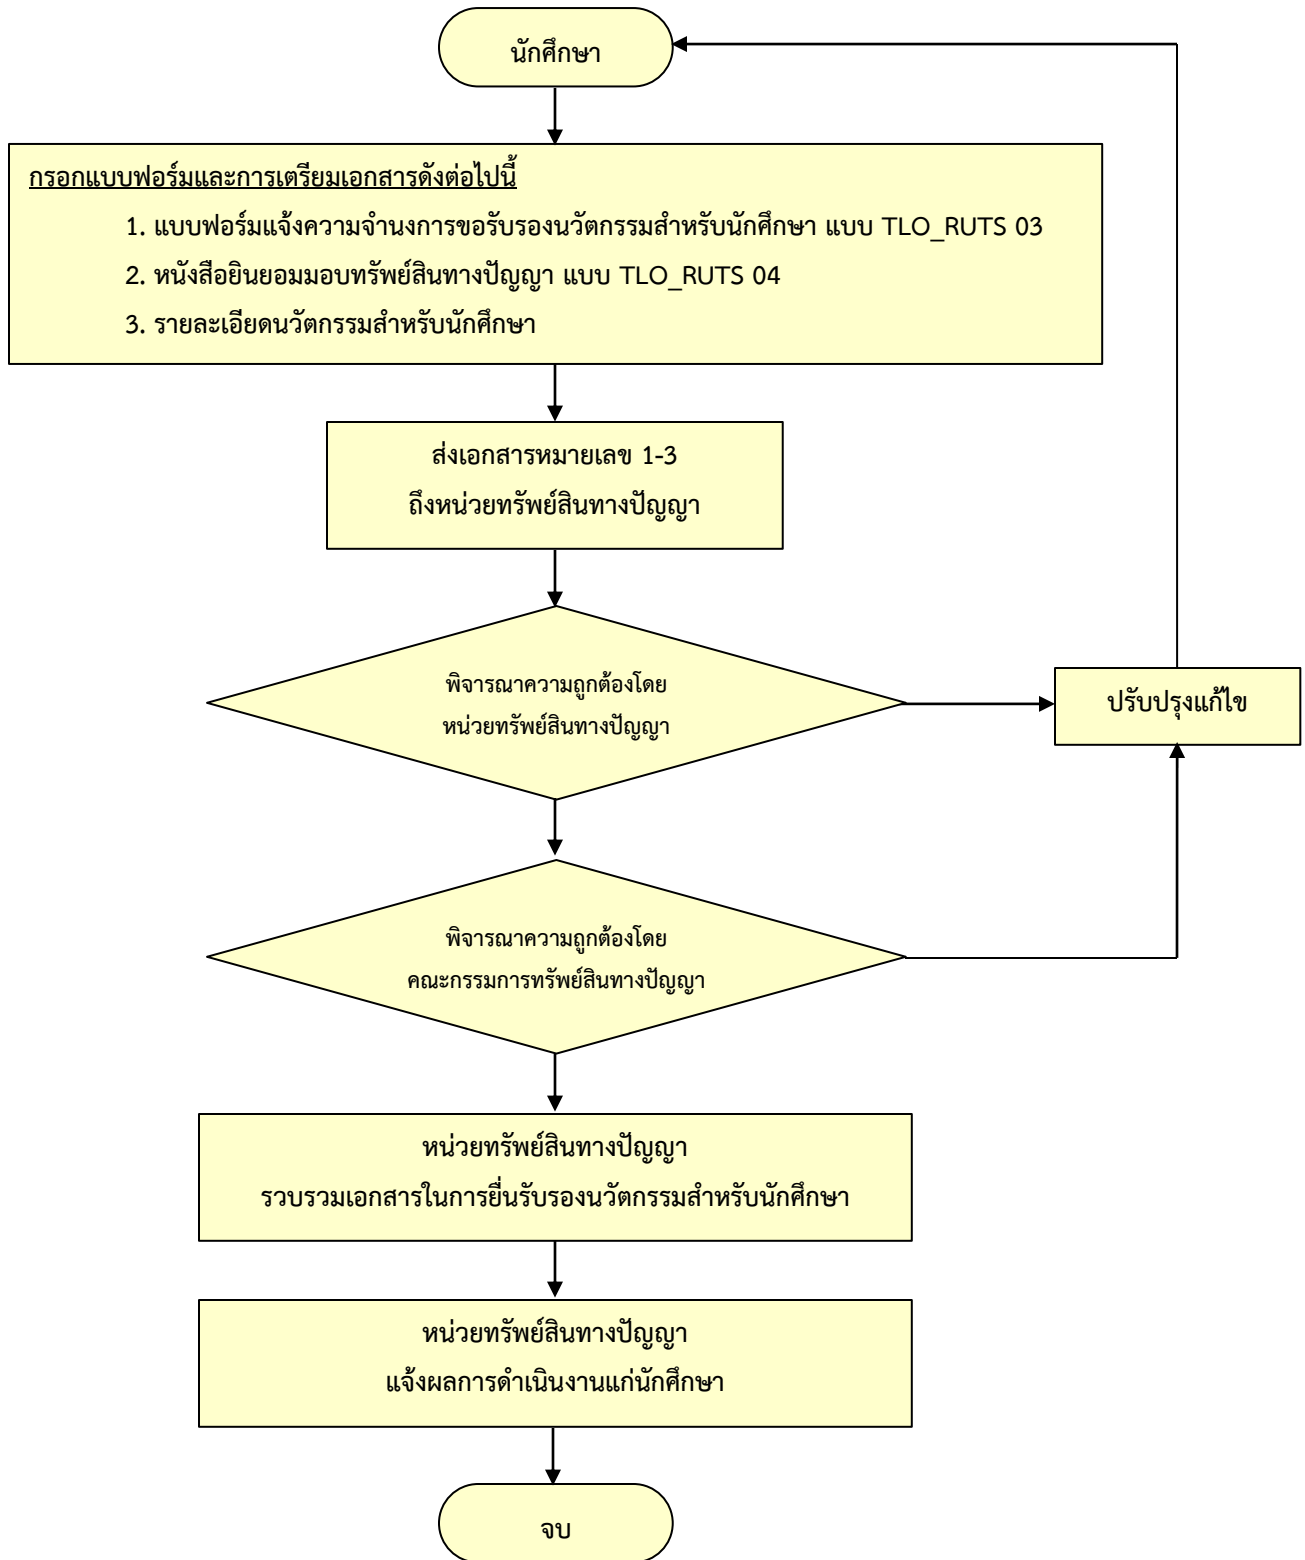 นักศึกษา
กรอกแบบฟอร์มและการเตรียมเอกสารดังต่อไปนี้
1. แบบฟอร์มแจ้งความจำนงการขอรับรองนวัตกรรมสำหรับนักศึกษา แบบ TLO_RUTS 03
2. หนังสือยินยอมมอบทรัพย์สินทางปัญญา แบบ TLO_RUTS 04
3. รายละเอียดนวัตกรรมสำหรับนักศึกษา
ส่งเอกสารหมายเลข 1-3
ถึงหน่วยทรัพย์สินทางปัญญา
พิจารณาความถูกต้องโดย
หน่วยทรัพย์สินทางปัญญา
ปรับปรุงแก้ไข
พิจารณาความถูกต้องโดย
คณะกรรมการทรัพย์สินทางปัญญา
หน่วยทรัพย์สินทางปัญญา
รวบรวมเอกสารในการยื่นรับรองนวัตกรรมสำหรับนักศึกษา
หน่วยทรัพย์สินทางปัญญา
แจ้งผลการดำเนินงานแก่นักศึกษา
จบ